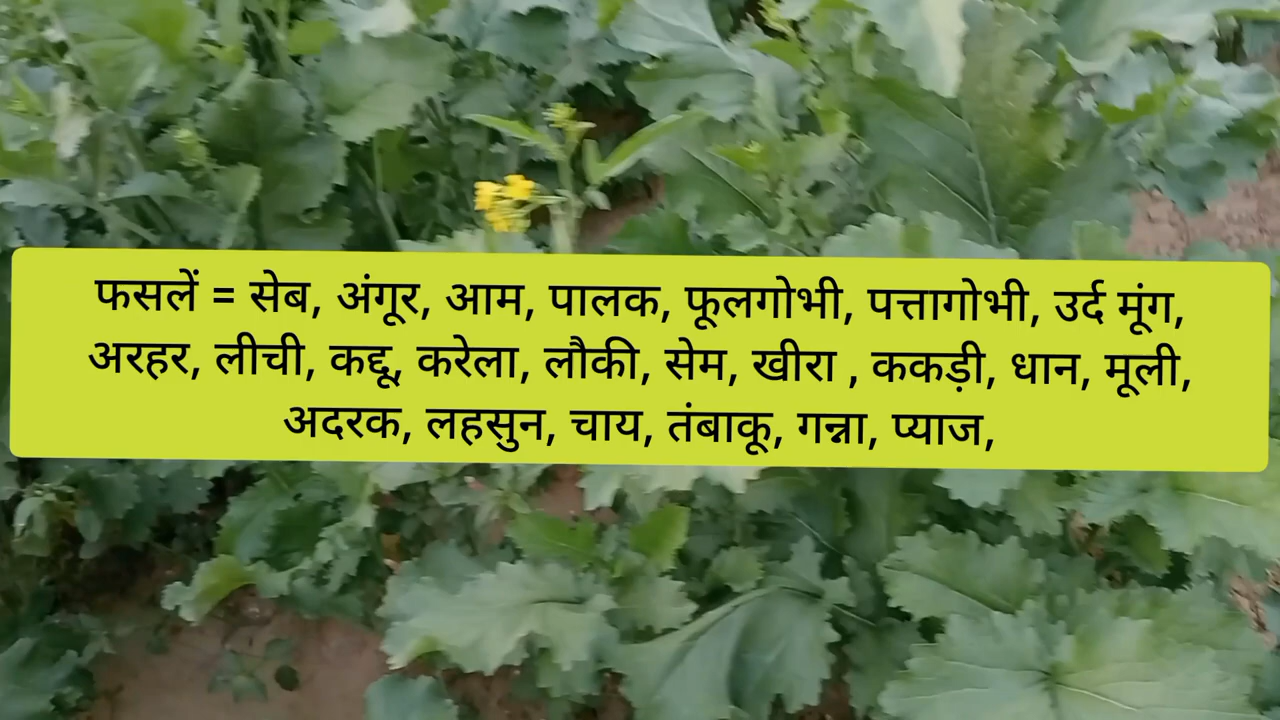 फसलें = सेब, अंगूर, आम, पालक, फूलगोभी, पत्तागोभी, उर्द मूंग,
अरहर, लीची, कद्दू, करेला, लौकी, सेम, खीरा , ककड़ी, धान, मूली,
अदरक, लहसुन, चाय, तंबाकू, गन्ना, प्याज,